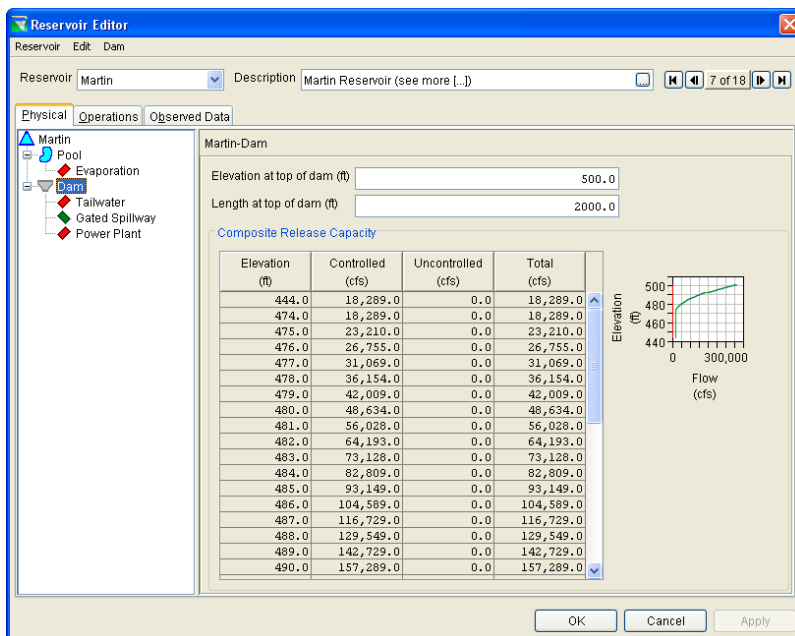 Reservoir Editor
Reservoir Edit Dam
Reservoir Martin Description Martin Reservoir (see more [...]) ... 7 of 18
Physical Operations Observed Data
Martin
Pool
Evaporation
Dam
Tailwater
Gated Spillway
Power Plant
Martin-Dam
Elevation at top of dam (ft) 500.0
Length at top of dam (ft) 2000.0
Composite Release Capacity
Elevation (ft) Controlled (cfs) Uncontrolled (cfs) Total (cfs)
444.0 18,289.0 0.0 18,289.0
474.0 18,289.0 0.0 18,289.0
475.0 23,210.0 0.0 23,210.0
476.0 26,755.0 0.0 26,755.0
477.0 31,069.0 0.0 31,069.0
478.0 36,154.0 0.0 36,154.0
479.0 42,009.0 0.0 42,009.0
480.0 48,634.0 0.0 48,634.0
481.0 56,028.0 0.0 56,028.0
482.0 64,193.0 0.0 64,193.0
483.0 73,128.0 0.0 73,128.0
484.0 82,809.0 0.0 82,809.0
485.0 93,149.0 0.0 93,149.0
486.0 104,589.0 0.0 104,589.0
487.0 116,729.0 0.0 116,729.0
488.0 129,549.0 0.0 129,549.0
489.0 142,729.0 0.0 142,729.0
490.0 157,289.0 0.0 157,289.0
Elevation (ft)
500
480
460
440
0 300,000
Flow
(cfs)
OK Cancel Apply